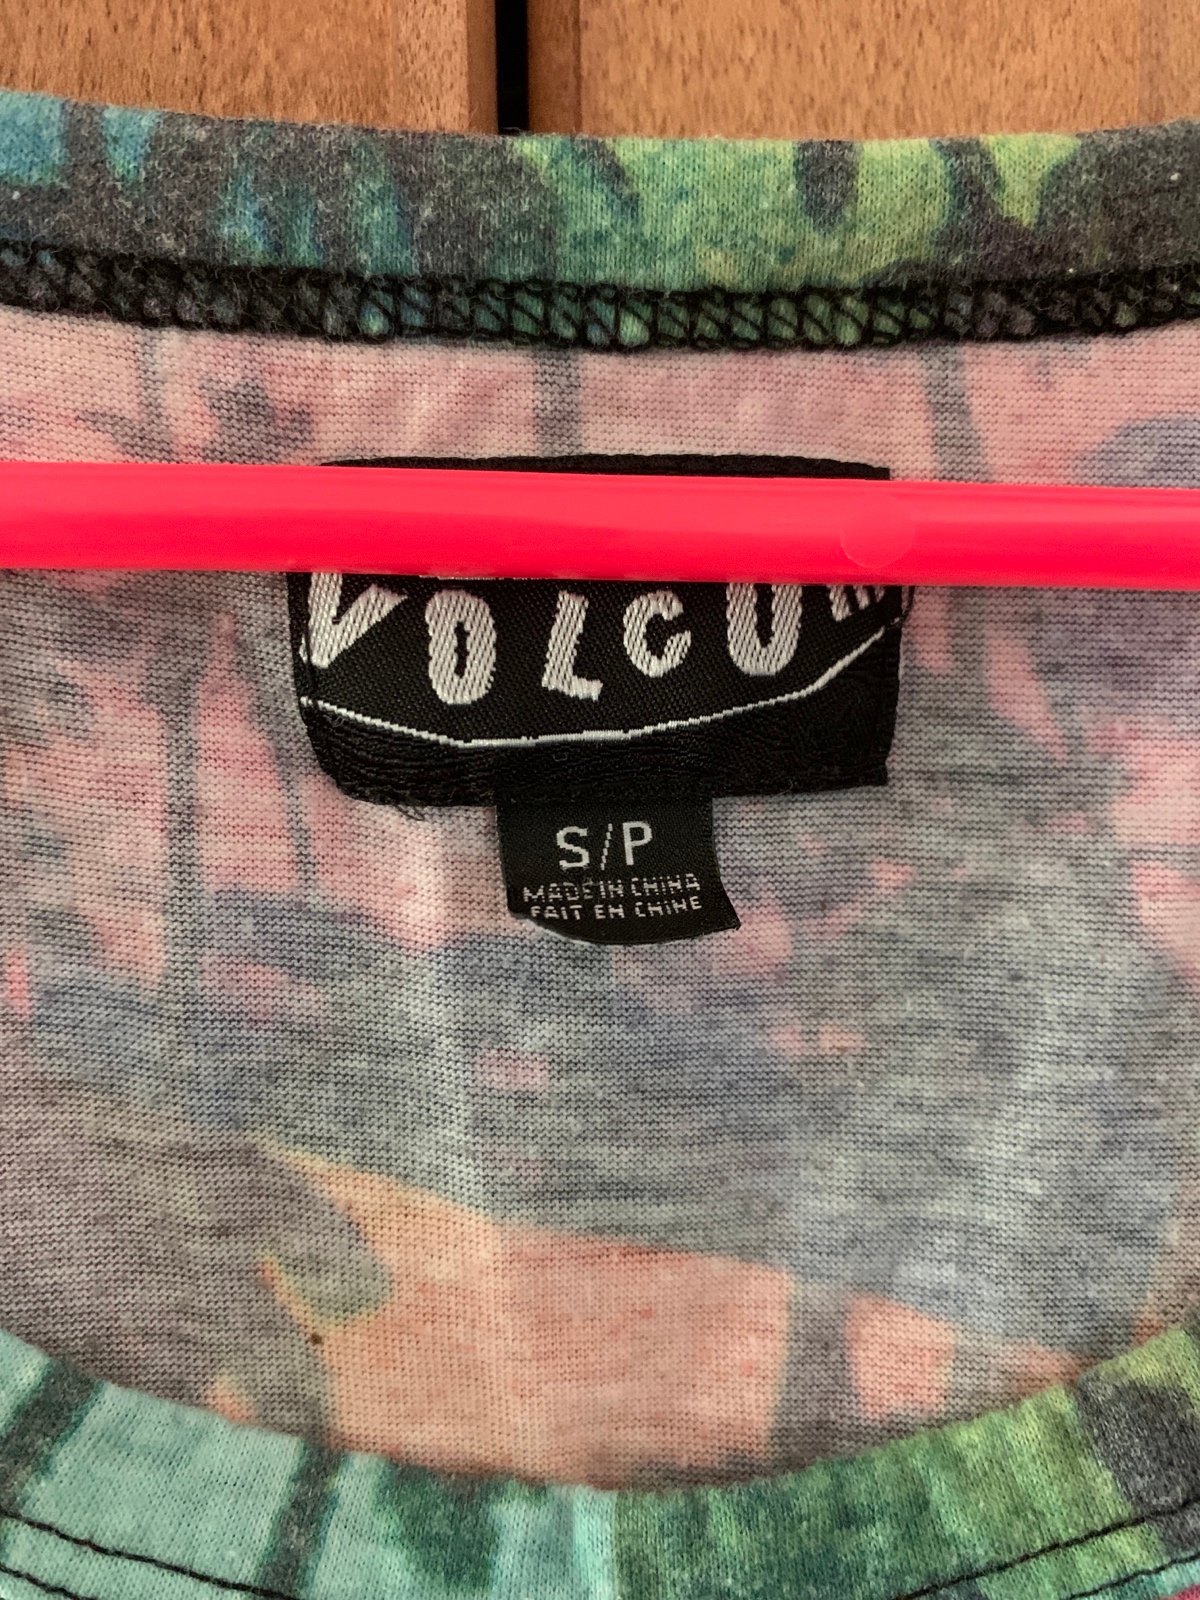 VOLCOM
S/P
MADE IN CHINA
FAIT EN CHINE